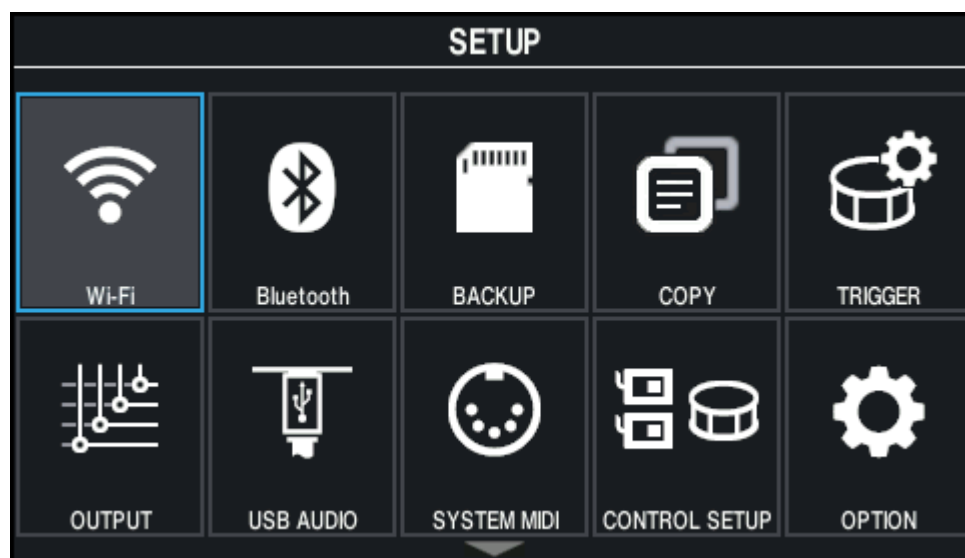 SETUP
Wi-Fi
Bluetooth
BACKUP
COPY
TRIGGER
OUTPUT
USB AUDIO
SYSTEM MIDI
CONTROL SETUP
OPTION